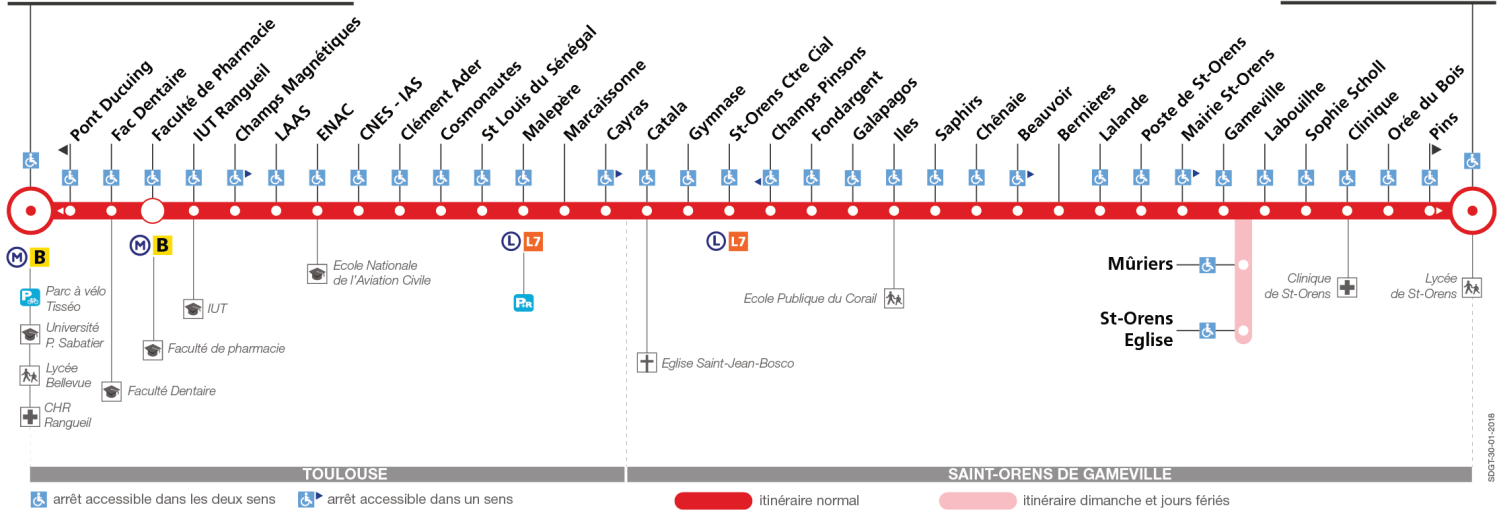 Pont Ducuing
Fac Dentaire
Faculté de Pharmacie
IUT Rangueil
Champs Magnétiques
LAAS
ENAC
CNES - IAS
Clément Ader
Cosmonautes
St Louis du Sénégal
Malepère
Marcaissonne
Cayras
Catala
Gymnase
St-Orens Ctre Cial
Champs Pinsons
Fondargent
Galapagos
Iles
Saphirs
Chênaie
Beauvoir
Bernières
Lalande
Poste de St-Orens
Mairie St-Orens
Gameville
Labouilhe
Sophie Scholl
Clinique
Orée du Bois
Pins
M B
Parc à vélo
Tisséo
Université
P. Sabatier
Lycée
Bellevue
CHR
Rangueil
Faculté Dentaire
M B
Faculté de pharmacie
IUT
Ecole Nationale
de l'Aviation Civile
L L7
P+R
Eglise Saint-Jean-Bosco
L L7
Ecole Publique du Corail
Mûriers
St-Orens
Eglise
Clinique
de St-Orens
Lycée
de St-Orens
SDGT-30-01-2018
TOULOUSE
SAINT-ORENS DE GAMEVILLE
arrêt accessible dans les deux sens
arrêt accessible dans un sens
itinéraire normal
itinéraire dimanche et jours fériés